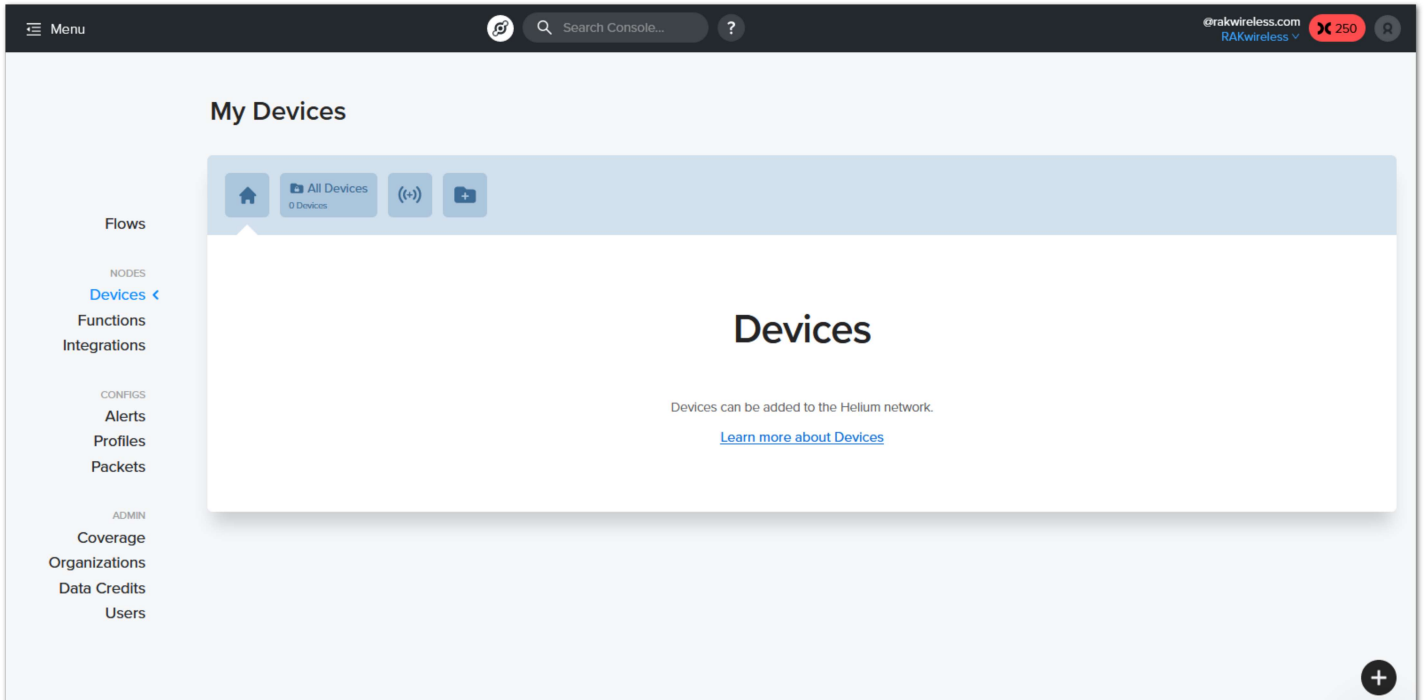 Menu
Search Console...
?
@rakwireless.com
RAKwireless
250
My Devices
All Devices
0 Devices
Flows
NODES
Devices
Functions
Integrations
CONFIGS
Alerts
Profiles
Packets
ADMIN
Coverage
Organizations
Data Credits
Users
Devices
Devices can be added to the Helium network.
Learn more about Devices